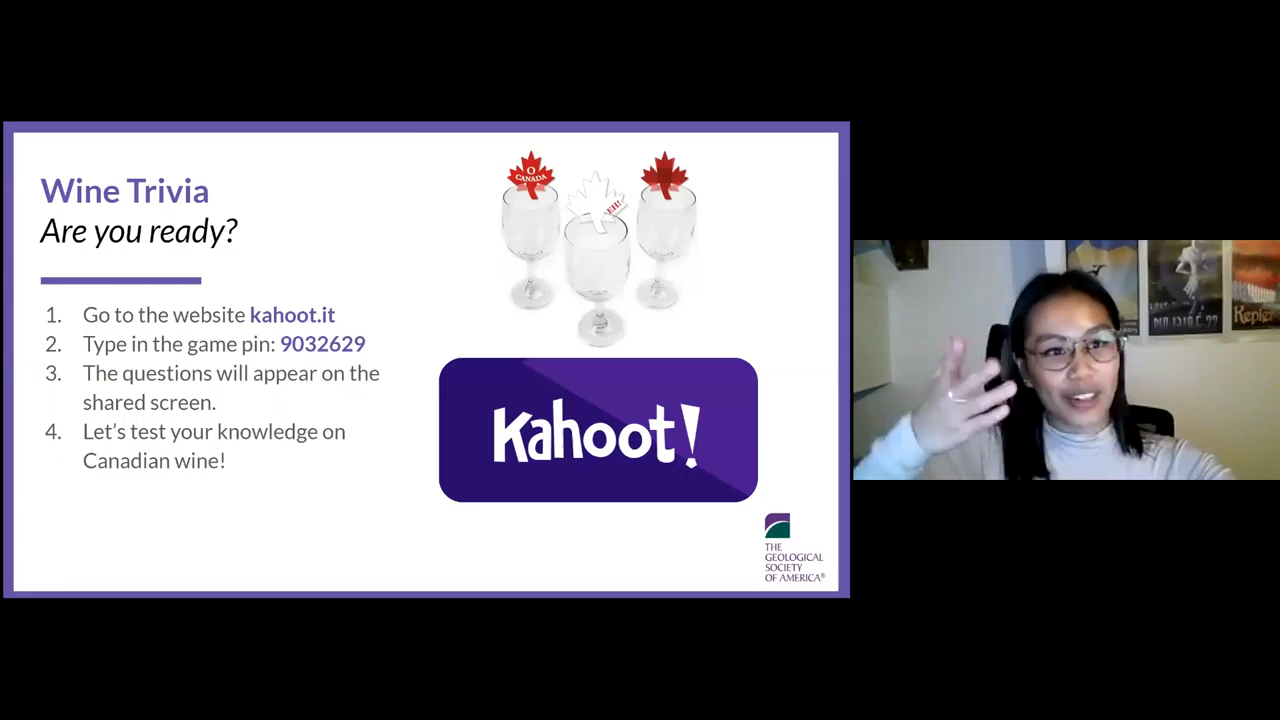 Wine Trivia
Are you ready?
1. Go to the website kahoot.it
2. Type in the game pin: 9032629
3. The questions will appear on the
shared screen.
4. Let's test your knowledge on
Canadian wine!
O
CANADA
EH!
Kahoot!
THE
GEOLOGICAL
SOCIETY
OF AMERICA®
Kepler